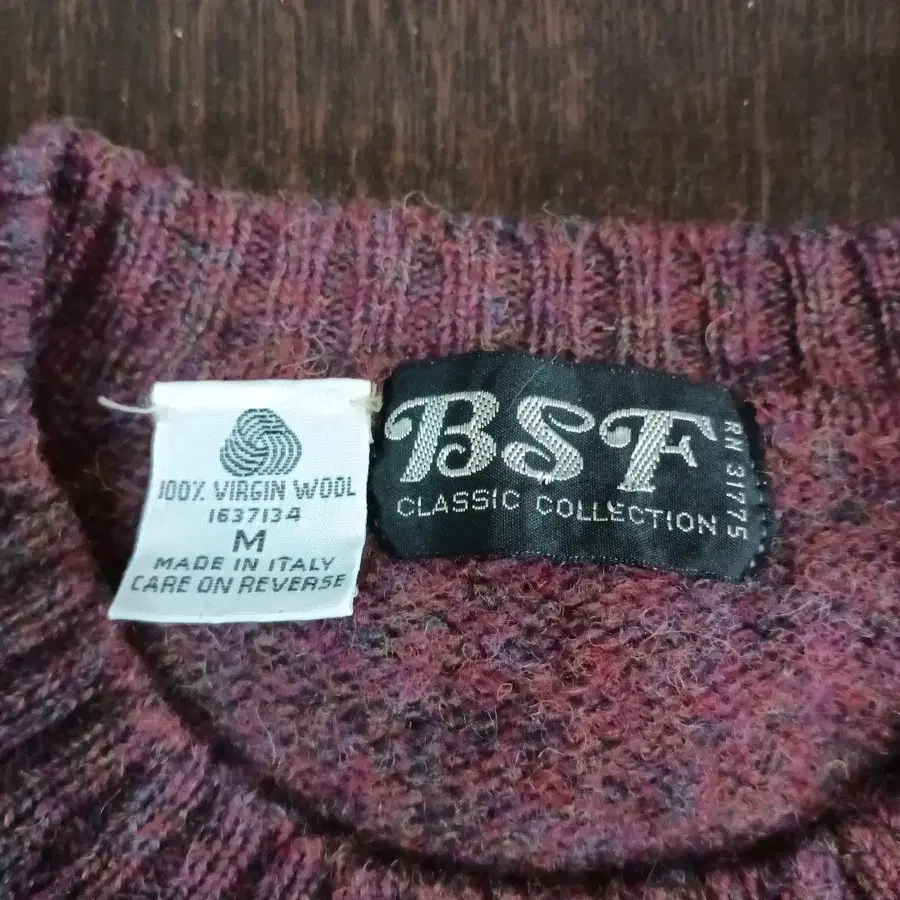 100% VIRGIN WOOL
1637134
M
MADE IN ITALY
CARE ON REVERSE
BSF
CLASSIC COLLECTION
RN 31775